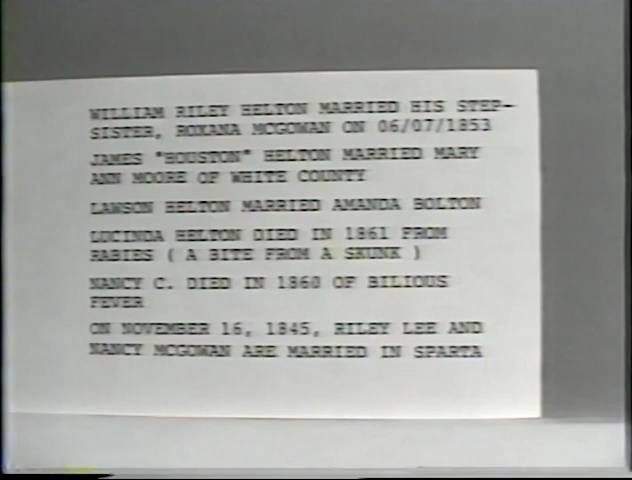 WILLIAM RILEY HELTON MARRIED HIS STEP-
SISTER, ROXANA MCGOWAN ON 06/07/1853
JAMES "HOUSTON" HELTON MARRIED MARY
ANN MOORE OF WHITE COUNTY
LAWSON HELTON MARRIED AMANDA BOLTON
LUCINDA HELTON DIED IN 1861 FROM
RABIES ( A BITE FROM A SKUNK )
NANCY C. DIED IN 1860 OF BILIOUS
FEVER
ON NOVEMBER 16, 1845, RILEY LEE AND
NANCY MCGOWAN ARE MARRIED IN SPARTA